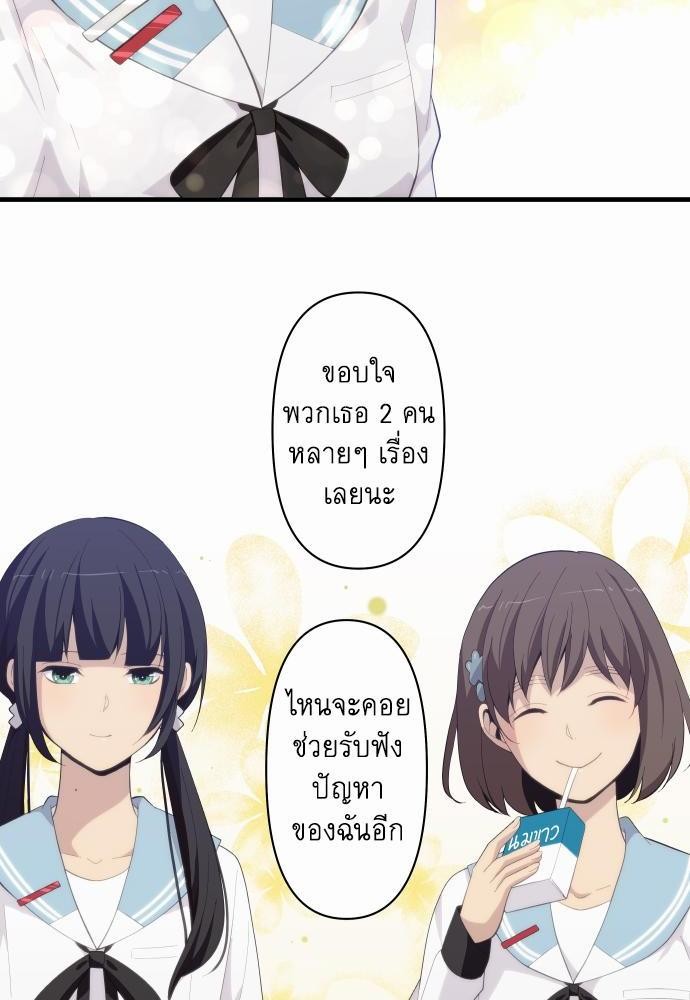 ขอบใจ
พวกเธอ 2 คน
หลายๆ เรื่อง
เลยนะ
ไหนจะคอย
ช่วยรับฟัง
ปัญหา
ของฉันอีก
นมขาว